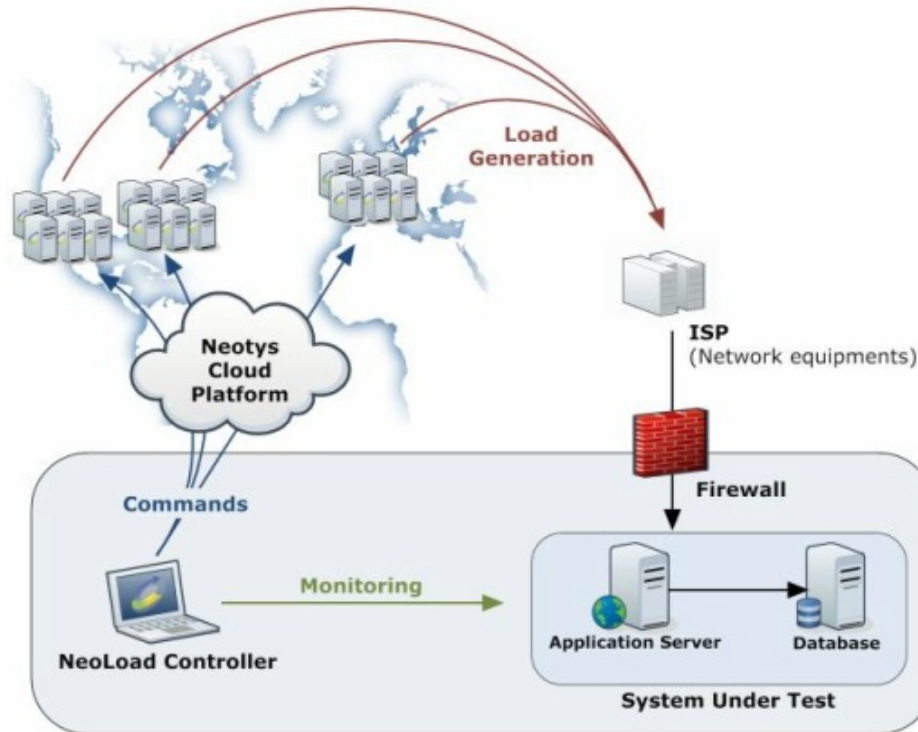 Load
Generation
Neotys
Cloud
Platform
ISP
(Network equipments)
Firewall
Commands
Monitoring
NeoLoad Controller
Application Server
Database
System Under Test